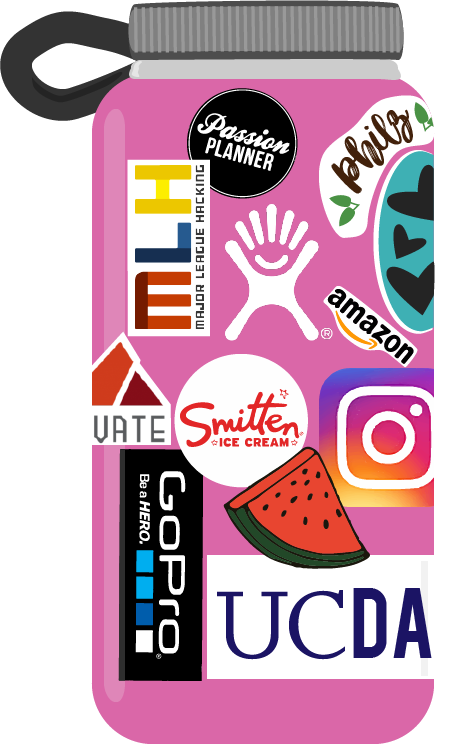 Passion
PLANNER
philz
MLH
MAJOR LEAGUE HACKING
®
amazon
VATE
Smitten
ICE CREAM
GoPro
Be a HERO.
®
UCDA